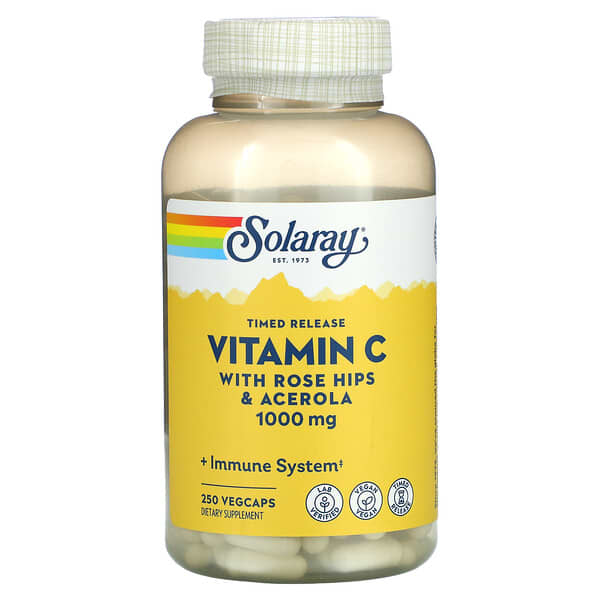 Solaray®
EST. 1973
TIMED RELEASE
VITAMIN C
WITH ROSE HIPS
& ACEROLA
1000 mg
+ Immune System‡
250 VEGCAPS
DIETARY SUPPLEMENT
LAB VERIFIED
VEGAN VEGAN
TIMED RELEASE